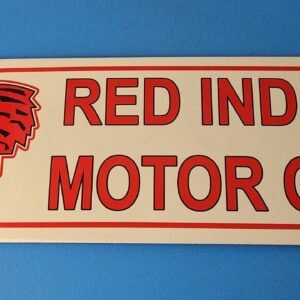 RED IND
MOTOR O